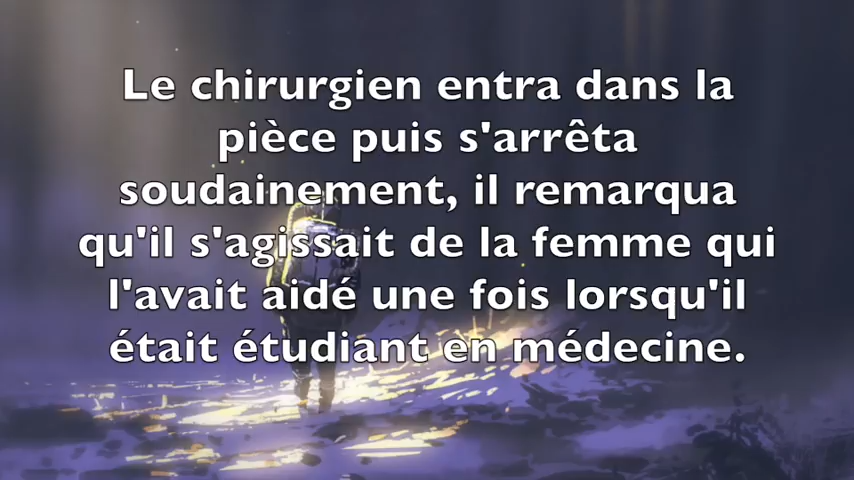 Le chirurgien entra dans la
pièce puis s'arrêta
soudainement, il remarqua
qu'il s'agissait de la femme qui
l'avait aidé une fois lorsqu'il
était étudiant en médecine.